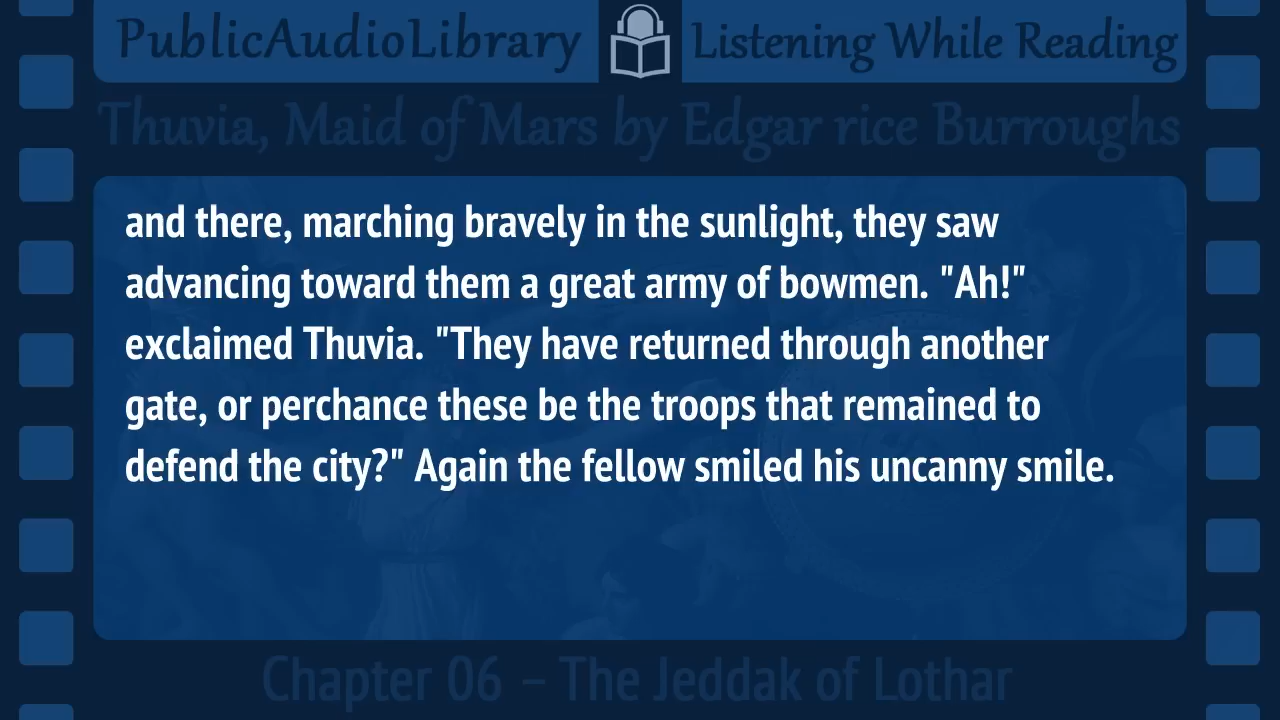 PublicAudioLibrary Listening While Reading
Thuvia, Maid of Mars by Edgar rice Burroughs
and there, marching bravely in the sunlight, they saw
advancing toward them a great army of bowmen. "Ah!"
exclaimed Thuvia. "They have returned through another
gate, or perchance these be the troops that remained to
defend the city?" Again the fellow smiled his uncanny smile.
Chapter 06 – The Jeddak of Lothar